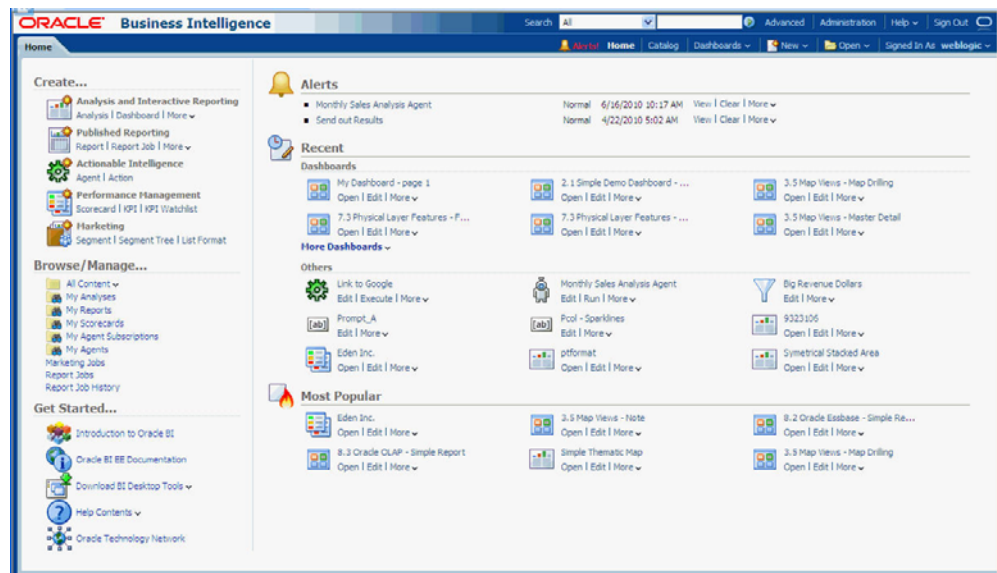 ORACLE Business Intelligence
Search All Advanced Administration Help Sign Out
Home
Alerts! Home Catalog Dashboards New Open Signed In As weblogic
Create...
Analysis and Interactive Reporting
Analysis | Dashboard | More
Published Reporting
Report | Report Job | More
Actionable Intelligence
Agent | Action
Performance Management
Scorecard | KPI | KPI Watchlist
Marketing
Segment | Segment Tree | List Format
Browse/Manage...
All Content
My Analyses
My Reports
My Scorecards
My Agent Subscriptions
My Agents
Marketing Jobs
Report Jobs
Report Job History
Get Started...
Introduction to Oracle BI
Oracle BI EE Documentation
Download BI Desktop Tools
Help Contents
Oracle Technology Network
Alerts
Monthly Sales Analysis Agent Normal 6/16/2010 10:17 AM View | Clear | More
Send out Results Normal 4/22/2010 5:02 AM View | Clear | More
Recent
Dashboards
My Dashboard - page 1 2.1 Simple Demo Dashboard - ... 3.5 Map Views - Map Drilling
Open | Edit | More Open | Edit | More Open | Edit | More
7.3 Physical Layer Features - F... 7.3 Physical Layer Features - ... 3.5 Map Views - Master Detail
Open | Edit | More Open | Edit | More Open | Edit | More
More Dashboards
Others
Link to Google Monthly Sales Analysis Agent Big Revenue Dollars
Edit | Execute | More Edit | Run | More Edit | More
[ab] Prompt_A [ab] Pcol - Sparklines 9323106
Edit | More Edit | More Open | Edit | More
Eden Inc. ptformat Symetrical Stacked Area
Open | Edit | More Open | Edit | More Open | Edit | More
Most Popular
Eden Inc. 3.5 Map Views - Note 8.2 Oracle Essbase - Simple Re...
Open | Edit | More Open | Edit | More Open | Edit | More
8.3 Oracle OLAP - Simple Report Simple Thematic Map 3.5 Map Views - Map Drilling
Open | Edit | More Open | Edit | More Open | Edit | More